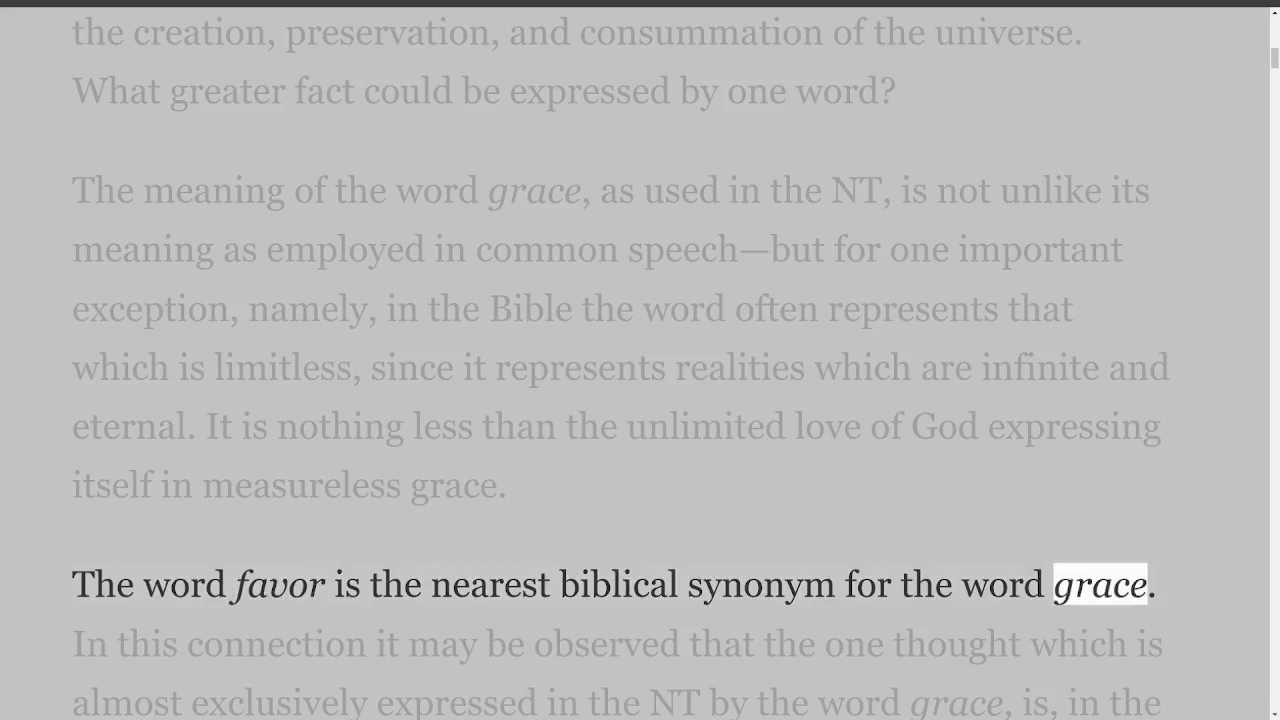 the creation, preservation, and consummation of the universe.
What greater fact could be expressed by one word?
The meaning of the word grace, as used in the NT, is not unlike its
meaning as employed in common speech—but for one important
exception, namely, in the Bible the word often represents that
which is limitless, since it represents realities which are infinite and
eternal. It is nothing less than the unlimited love of God expressing
itself in measureless grace.
The word favor is the nearest biblical synonym for the word grace.
In this connection it may be observed that the one thought which is
almost exclusively expressed in the NT by the word grace, is, in the